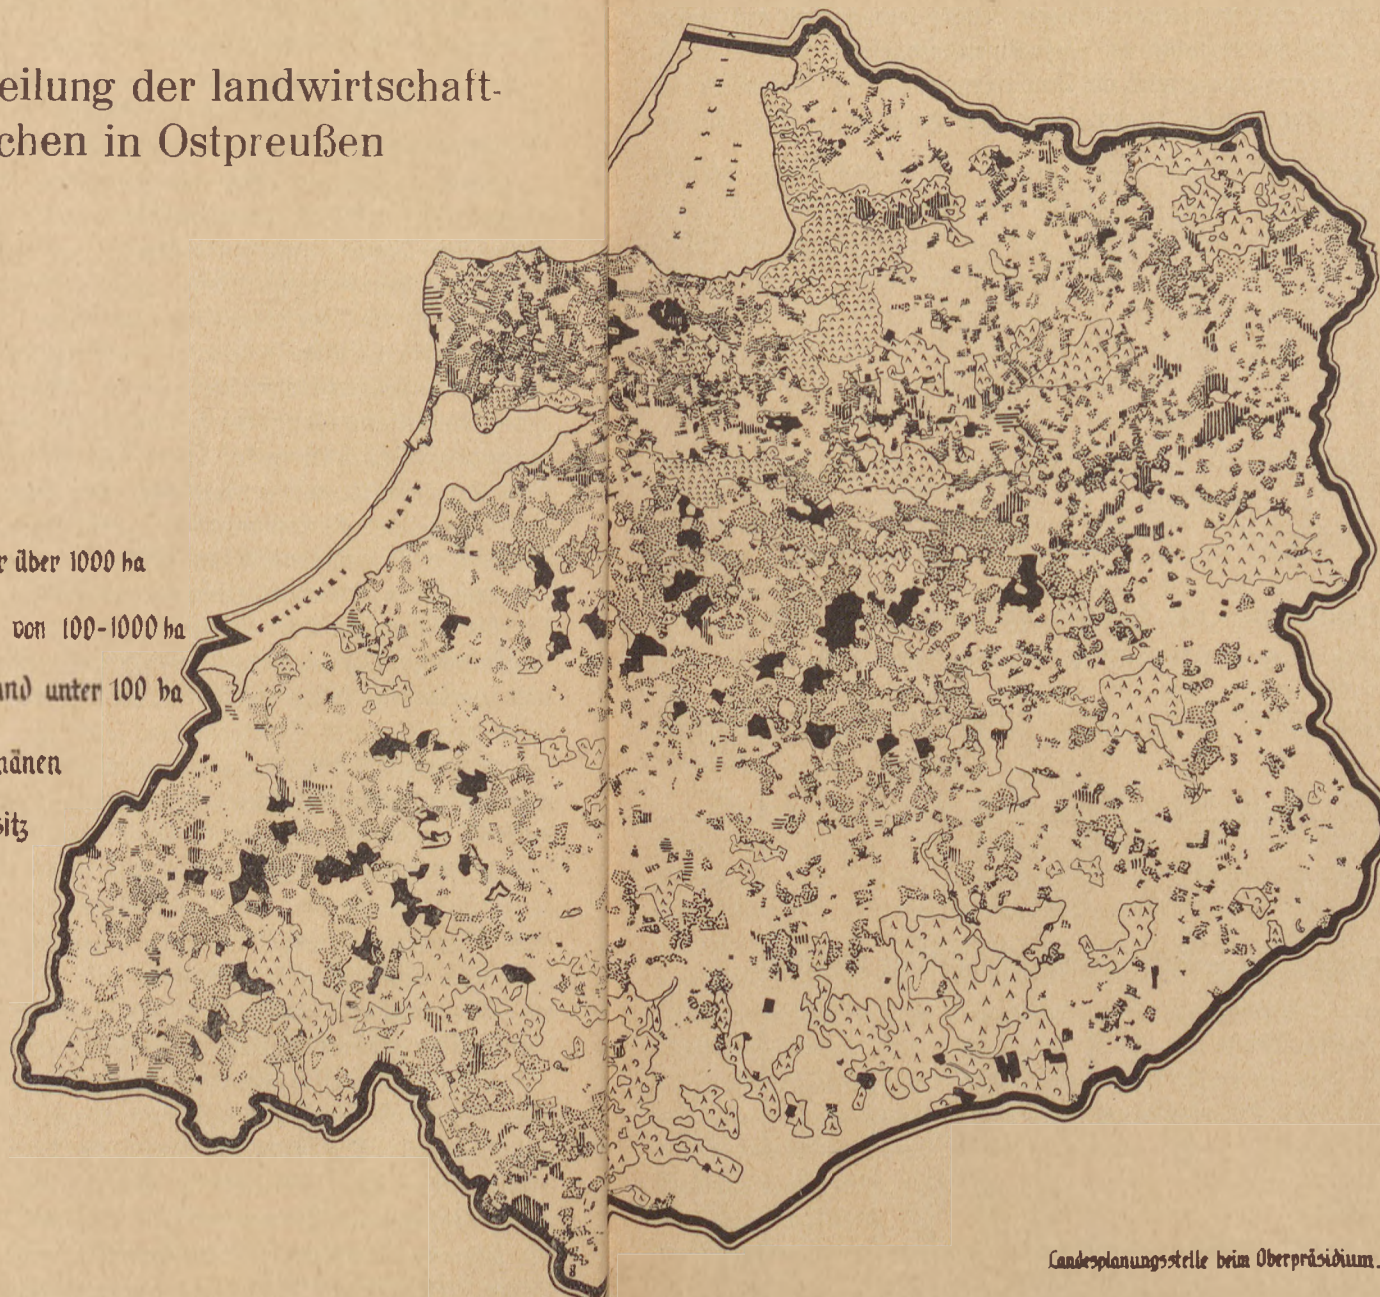 eilung der landwirtschaft-
chen in Ostpreußen
KURISCHES
HAFF
FRISCHES HAFF
r über 1000 ha
von 100-1000 ha
and unter 100 ha
änen
sitz
Landesplanungsstelle beim Oberpräsidium.